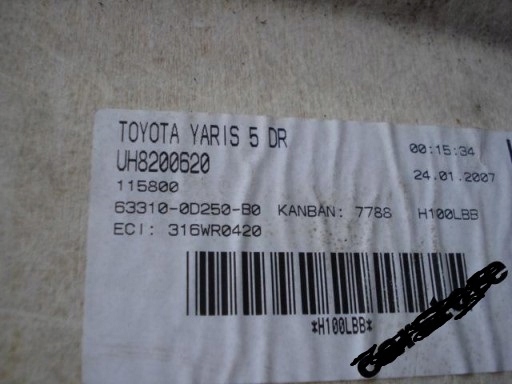 TOYOTA YARIS 5 DR
00:15:34
UH8200620
24.01.2007
115800
63310-0D250-B0 KANBAN: 7788 H100LBB
ECI: 316WR0420
*H100LBB*